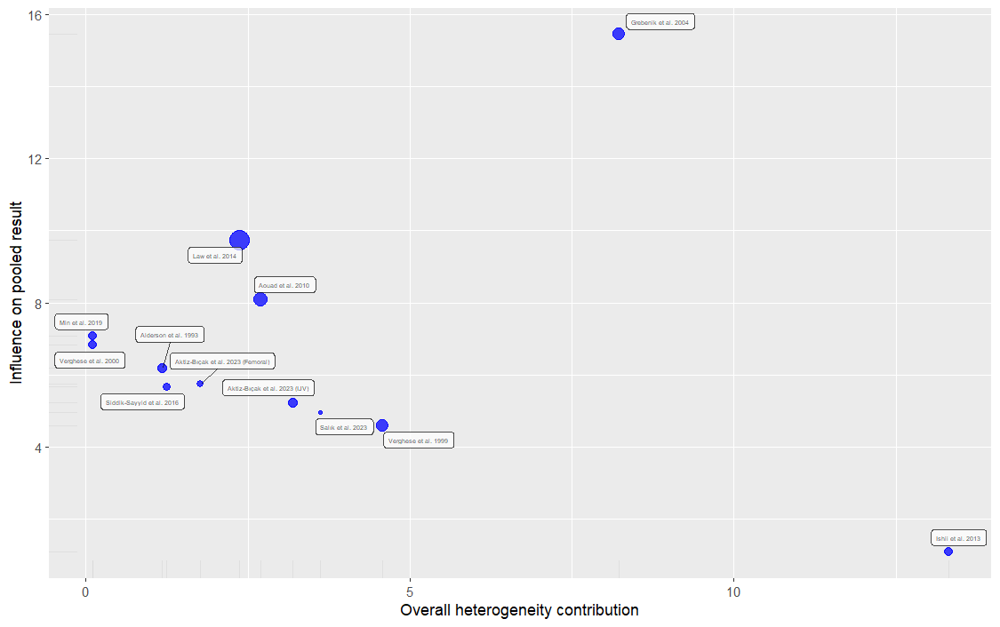 16
12
8
4
Influence on pooled result
Grebenik et al. 2004
Law et al. 2014
Aouad et al. 2010
Min et al. 2019
Alderson et al. 1993
Verghese et al. 2000
Aktiz-Bıçak et al. 2023 (Femoral)
Siddik-Sayyid et al. 2016
Aktiz-Bıçak et al. 2023 (IJV)
Salık et al. 2023
Verghese et al. 1999
Ishii et al. 2013
0
5
10
Overall heterogeneity contribution